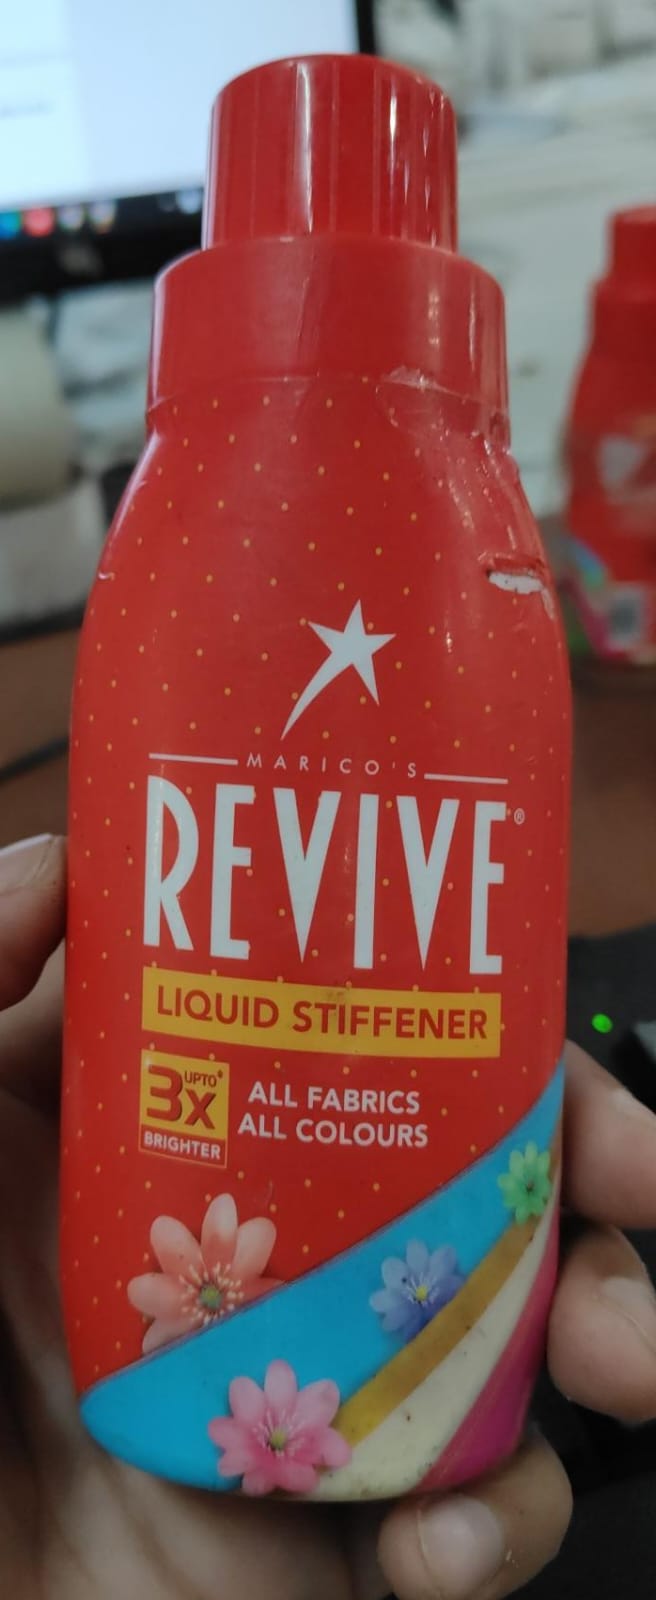 MARICO'S
REVIVE®
LIQUID STIFFENER
UPTO*
3X
BRIGHTER
ALL FABRICS
ALL COLOURS